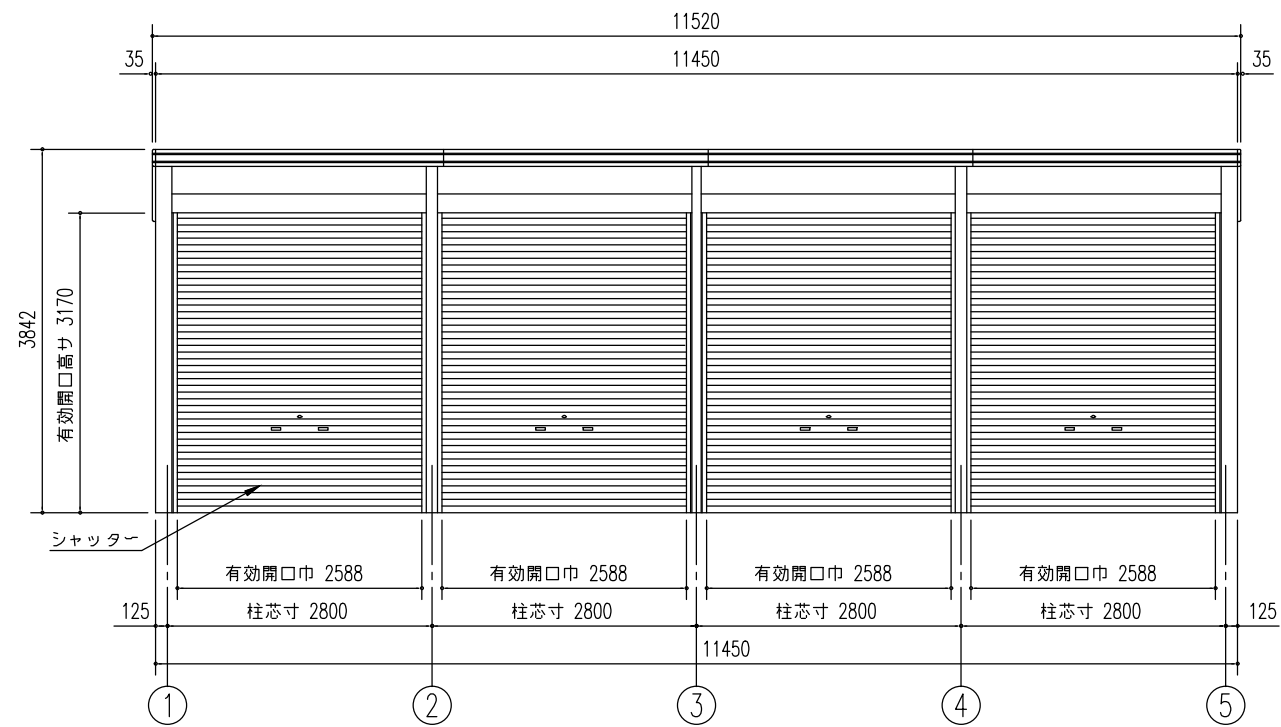 11520
35 11450 35
3842
有効開口高サ 3170
シャッター
有効開口巾 2588 有効開口巾 2588 有効開口巾 2588 有効開口巾 2588
125 柱芯寸 2800 柱芯寸 2800 柱芯寸 2800 柱芯寸 2800 125
11450
1 2 3 4 5